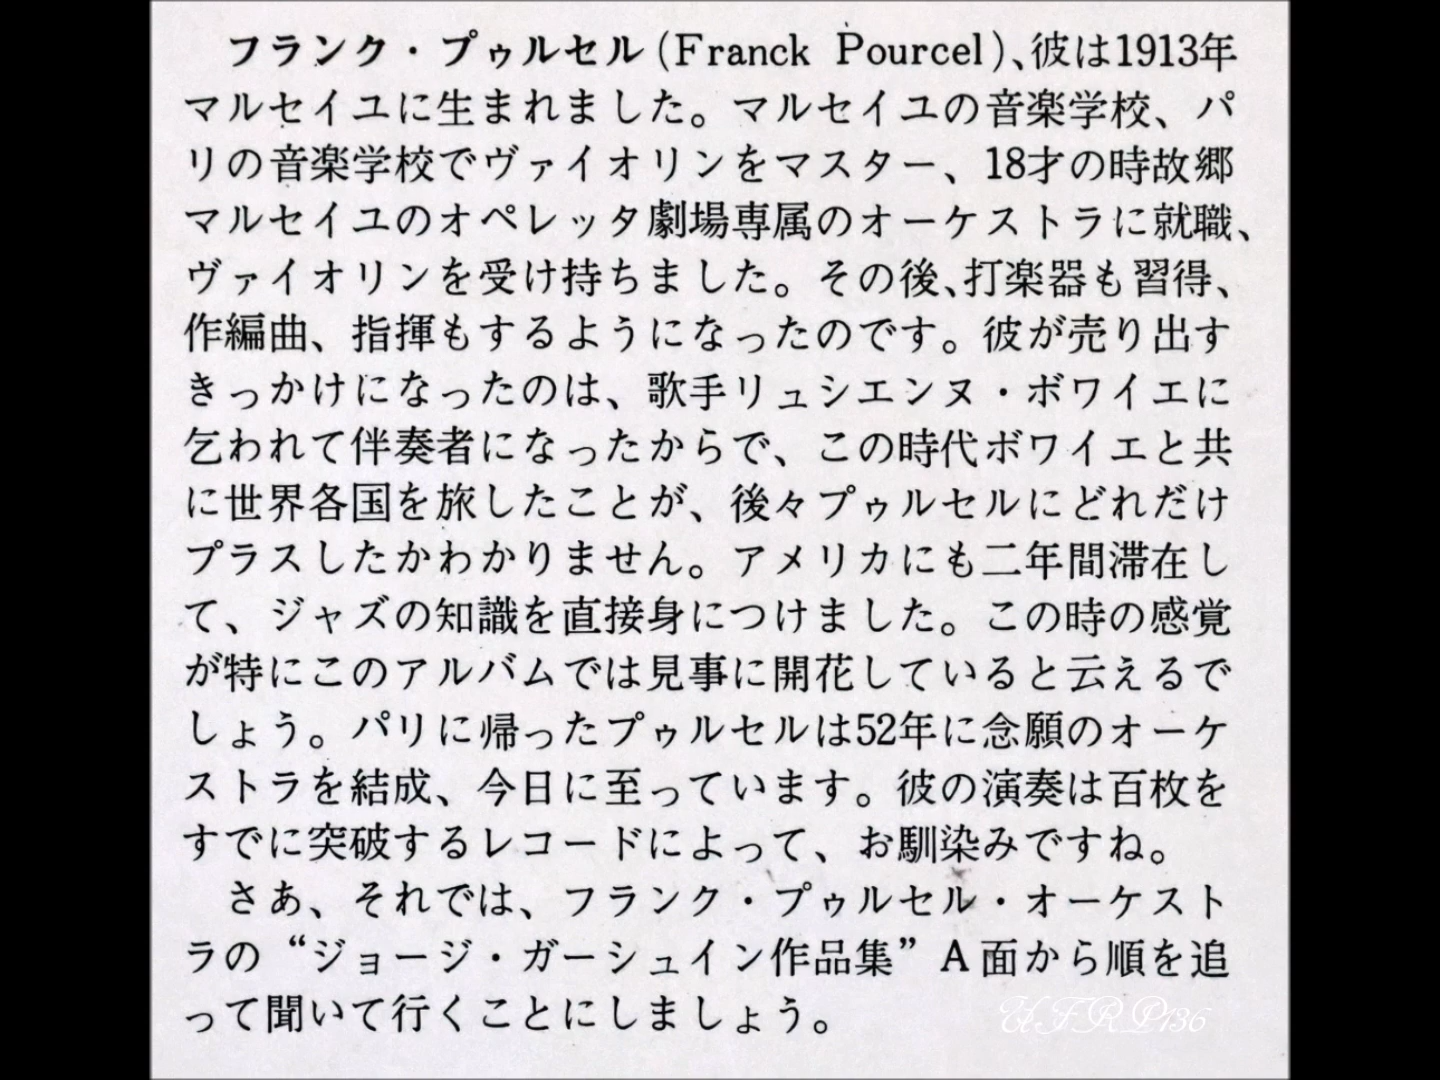 フランク・プゥルセル(Franck Pourcel)、彼は1913年
マルセイユに生まれました。マルセイユの音楽学校、パ
リの音楽学校でヴァイオリンをマスター、18才の時故郷
マルセイユのオペレッタ劇場専属のオーケストラに就職、
ヴァイオリンを受け持ちました。その後、打楽器も習得、
作編曲、指揮もするようになったのです。彼が売り出す
きっかけになったのは、歌手リュシエンヌ・ボワイエに
乞われて伴奏者になったからで、この時代ボワイエと共
に世界各国を旅したことが、後々プゥルセルにどれだけ
プラスしたかわかりません。アメリカにも二年間滞在し
て、ジャズの知識を直接身につけました。この時の感覚
が特にこのアルバムでは見事に開花していると云えるで
しょう。パリに帰ったプゥルセルは52年に念願のオーケ
ストラを結成、今日に至っています。彼の演奏は百枚を
すでに突破するレコードによって、お馴染みですね。
さあ、それでは、フランク・プゥルセル・オーケスト
ラの“ジョージ・ガーシュイン作品集”A面から順を追
って聞いて行くことにしましょう。